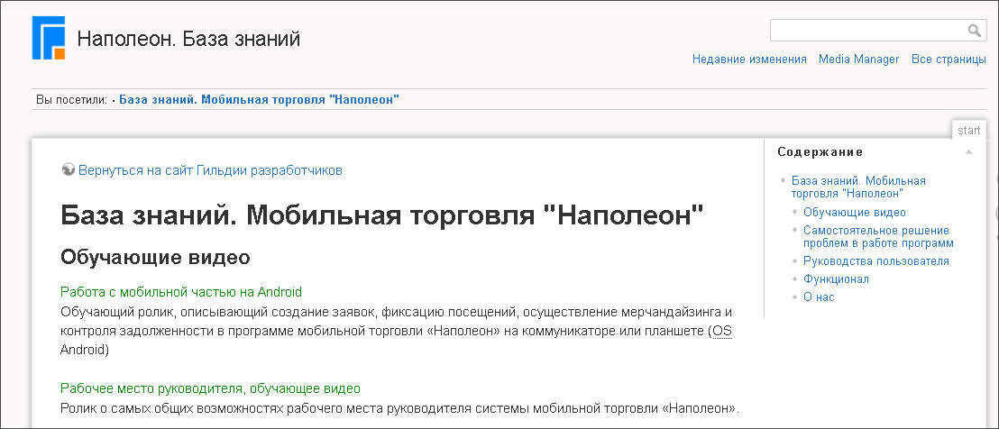 Наполеон. База знаний
Недавние изменения Media Manager Все страницы
Вы посетили: • База знаний. Мобильная торговля "Наполеон"
start
Вернуться на сайт Гильдии разработчиков
База знаний. Мобильная торговля "Наполеон"
Обучающие видео
Работа с мобильной частью на Android
Обучающий ролик, описывающий создание заявок, фиксацию посещений, осуществление мерчандайзинга и
контроля задолженности в программе мобильной торговли «Наполеон» на коммуникаторе или планшете (OS
Android)
Рабочее место руководителя, обучающее видео
Ролик о самых общих возможностях рабочего места руководителя системы мобильной торговли «Наполеон».
Содержание
База знаний. Мобильная
торговля "Наполеон"
Обучающие видео
Самостоятельное решение
проблем в работе программ
Руководства пользователя
Функционал
О нас